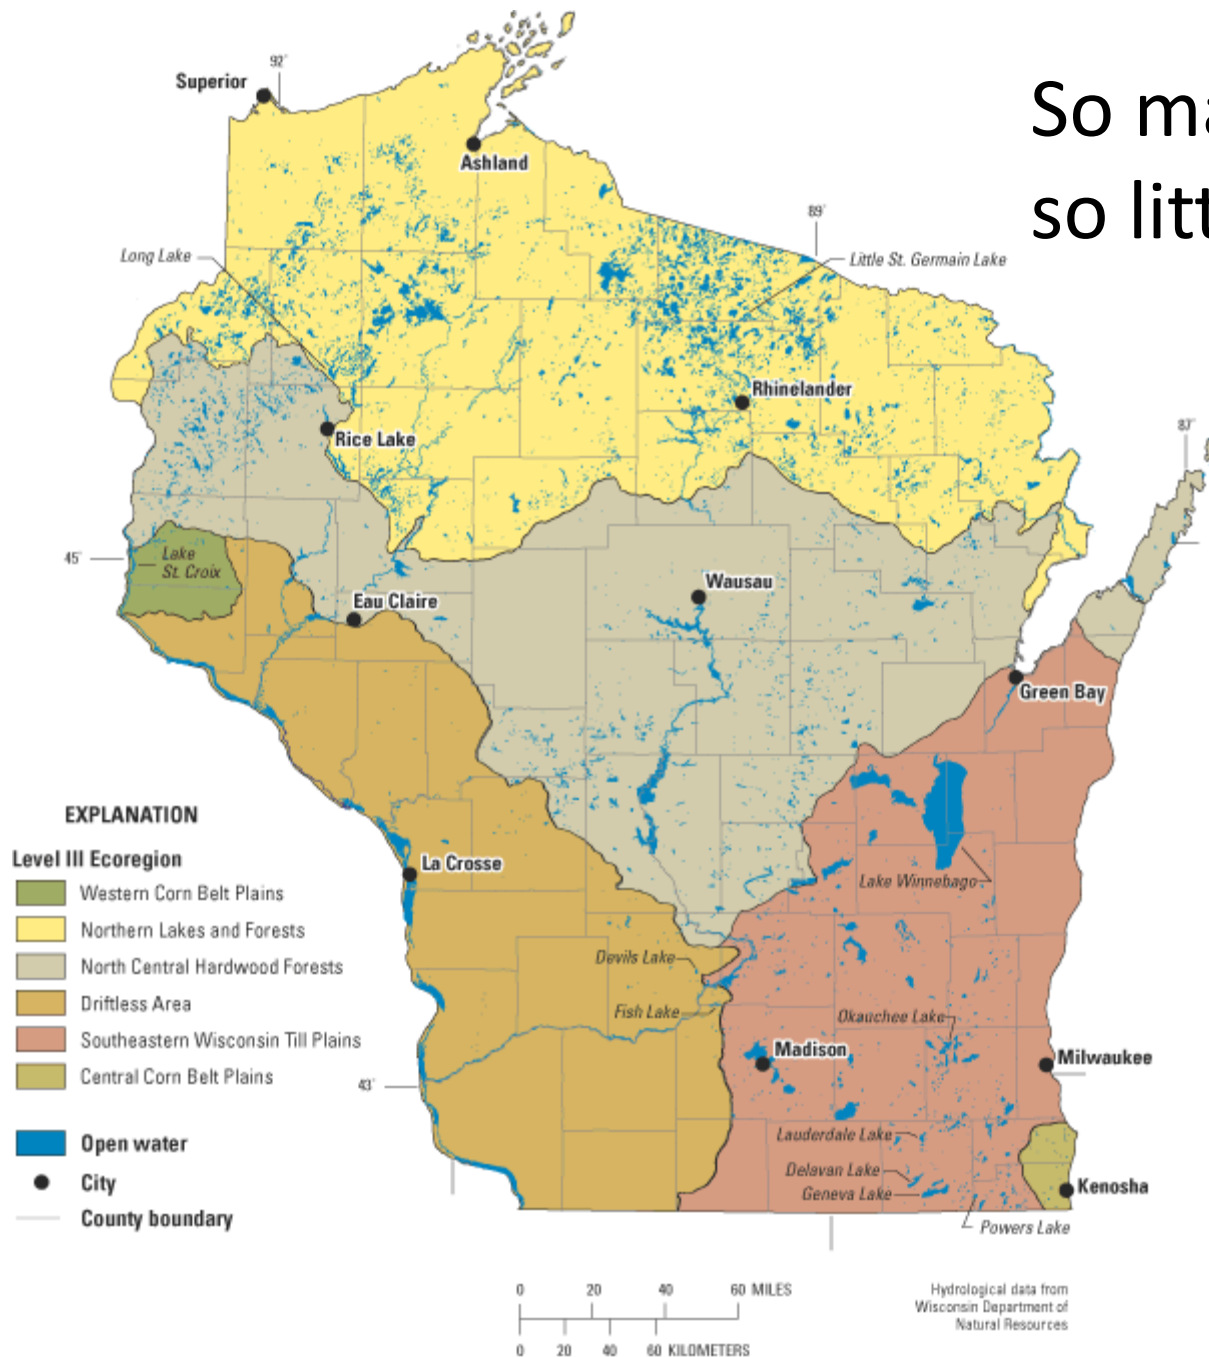 So ma
so litt
92´
Superior
Ashland
89´
Long Lake
Little St. Germain Lake
Rhinelander
87´
Rice Lake
45´
Lake
St. Croix
Wausau
Eau Claire
Green Bay
EXPLANATION
Level III Ecoregion
Western Corn Belt Plains
Northern Lakes and Forests
North Central Hardwood Forests
Driftless Area
Southeastern Wisconsin Till Plains
Central Corn Belt Plains
Open water
City
County boundary
La Crosse
Lake Winnebago
Devils Lake
Fish Lake
Okauchee Lake
Madison
Milwaukee
43´
Lauderdale Lake
Delavan Lake
Geneva Lake
Kenosha
Powers Lake
0 20 40 60 MILES
0 20 40 60 KILOMETERS
Hydrological data from
Wisconsin Department of
Natural Resources